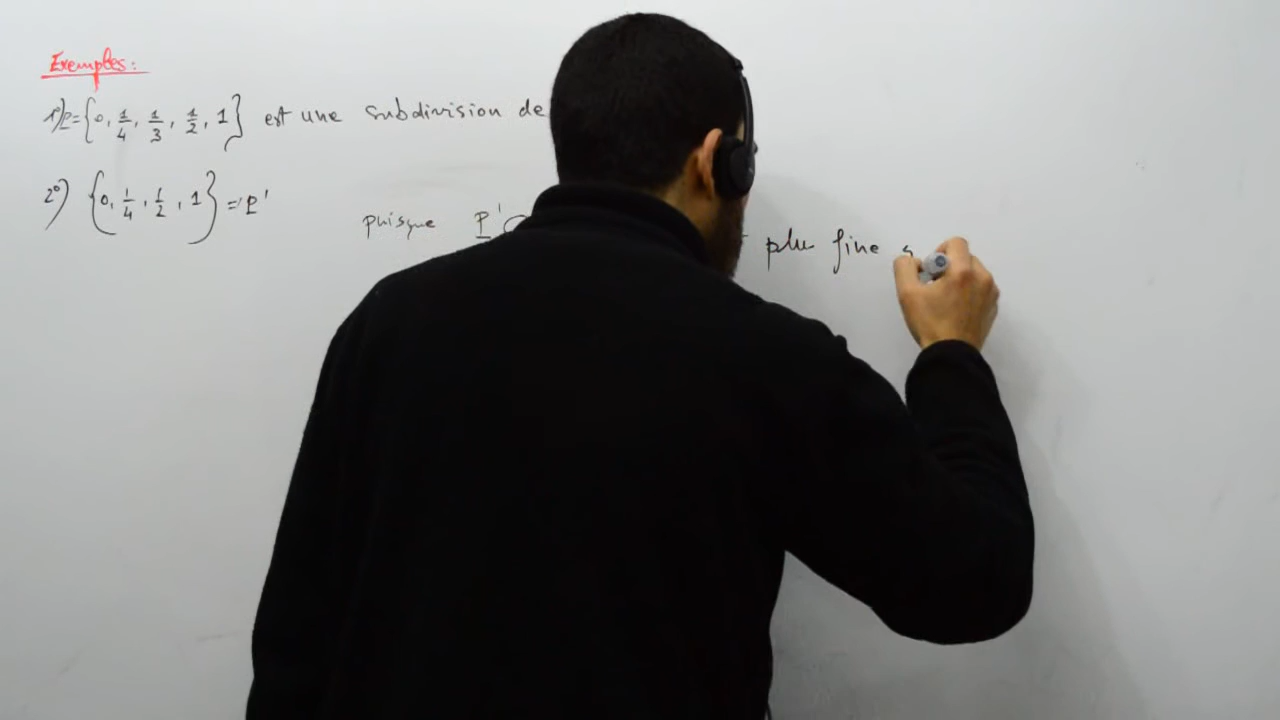 Exemples:
1°) P={0, 1/4, 1/3, 1/2, 1} est une subdivision de
2°) {0, 1/4, 1/2, 1} = P'
puisque P'⊂ plus fine